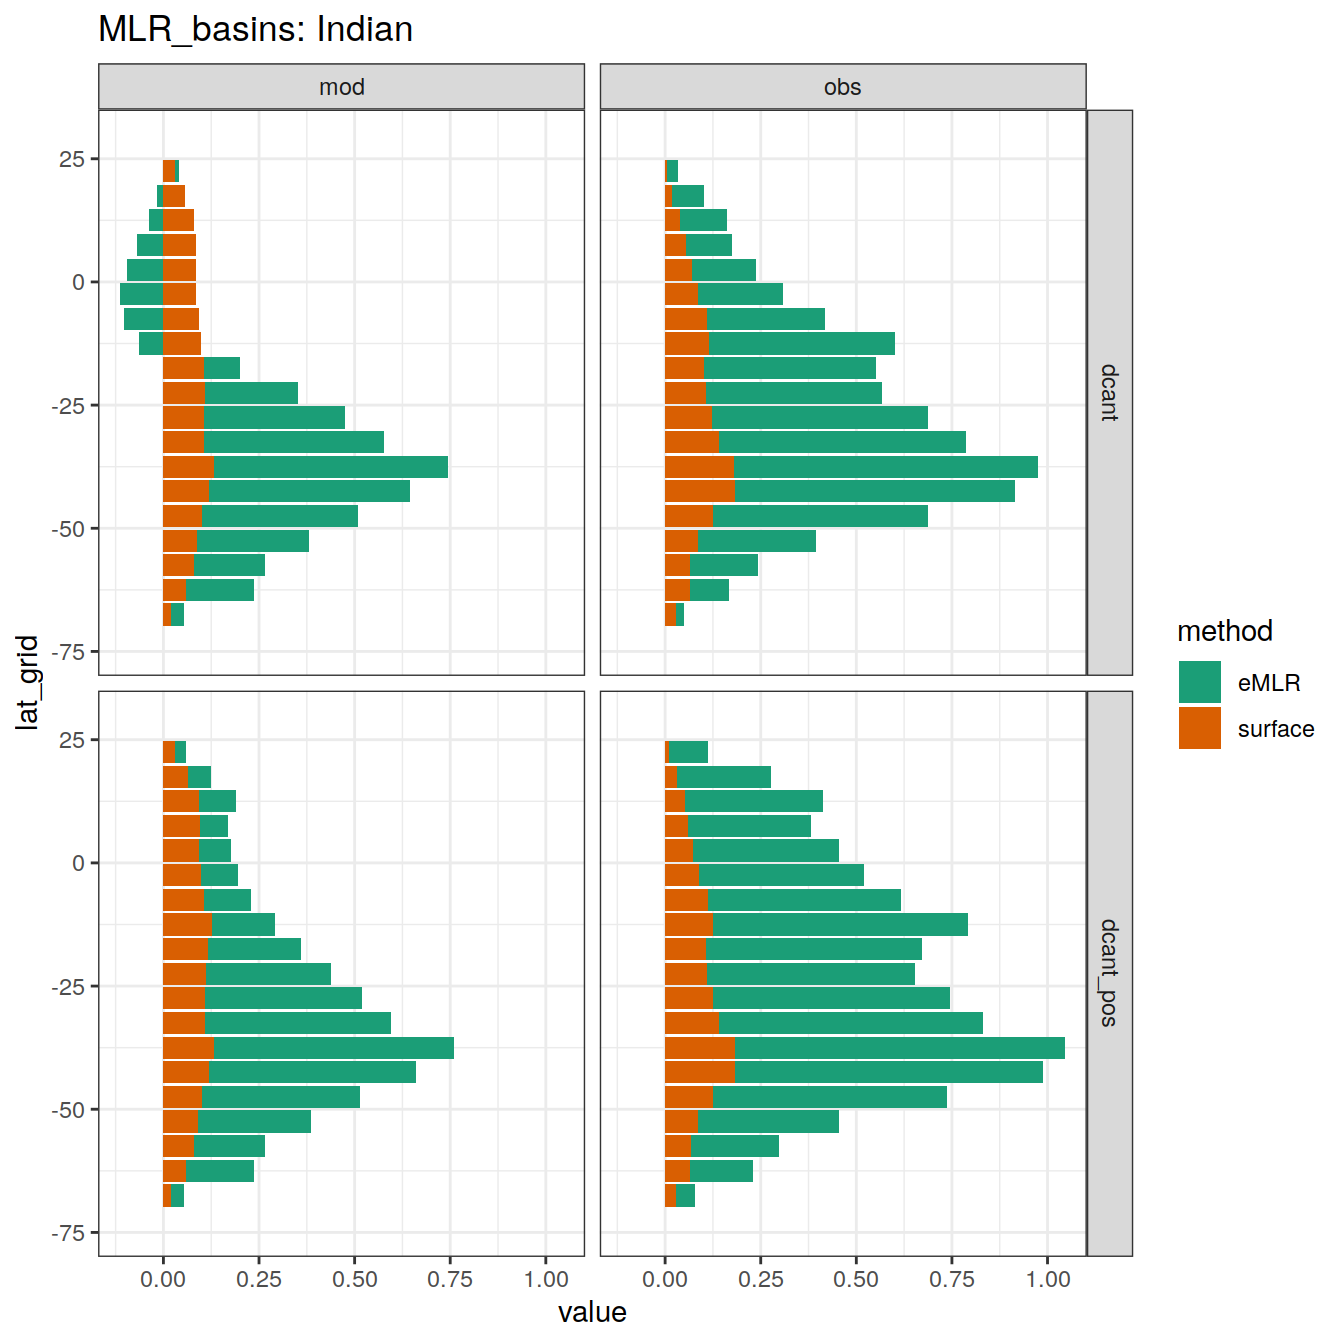 MLR_basins: Indian
mod
obs
25
0
-25
-50
-75
dcant
25
0
-25
-50
-75
dcant_pos
lat_grid
0.00 0.25 0.50 0.75 1.00
0.00 0.25 0.50 0.75 1.00
value
method
eMLR
surface